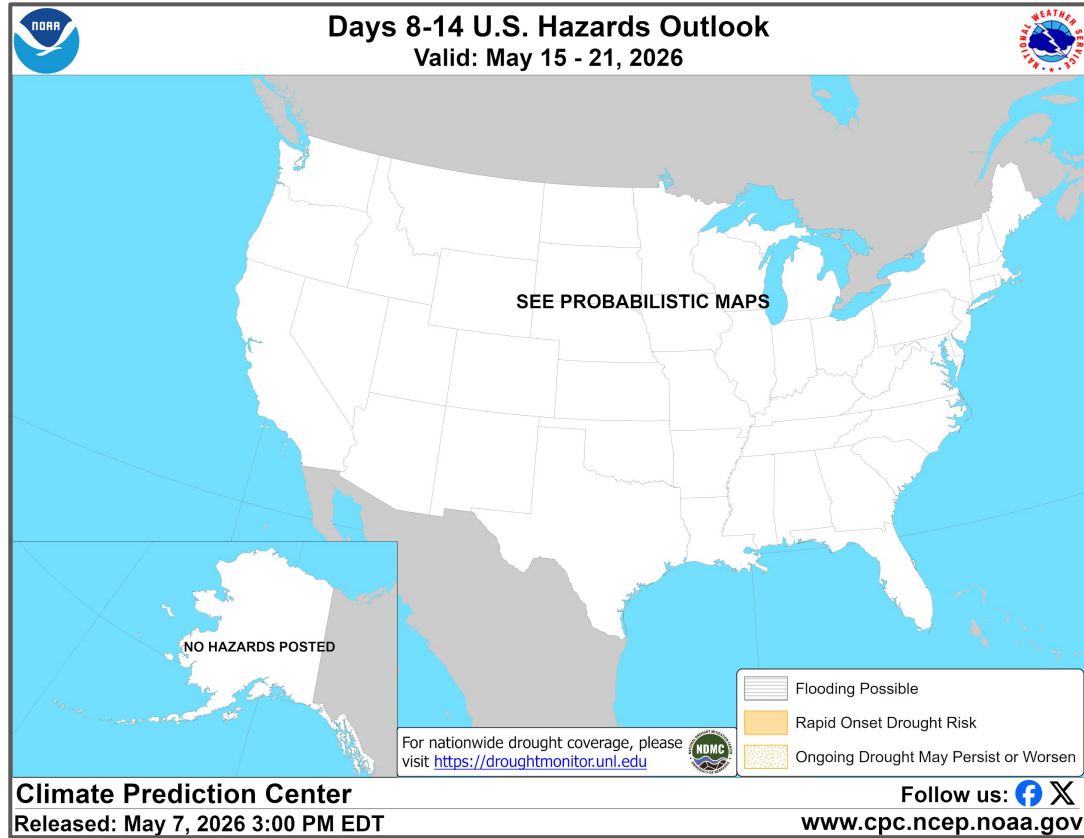 NOAA
Days 8-14 U.S. Hazards Outlook
Valid: May 15 - 21, 2026
NATIONAL WEATHER SERVICE
SEE PROBABILISTIC MAPS
NO HAZARDS POSTED
For nationwide drought coverage, please
visit https://droughtmonitor.unl.edu
NDMC
Flooding Possible
Rapid Onset Drought Risk
Ongoing Drought May Persist or Worsen
Climate Prediction Center
Follow us:
Released: May 7, 2026 3:00 PM EDT
www.cpc.ncep.noaa.gov